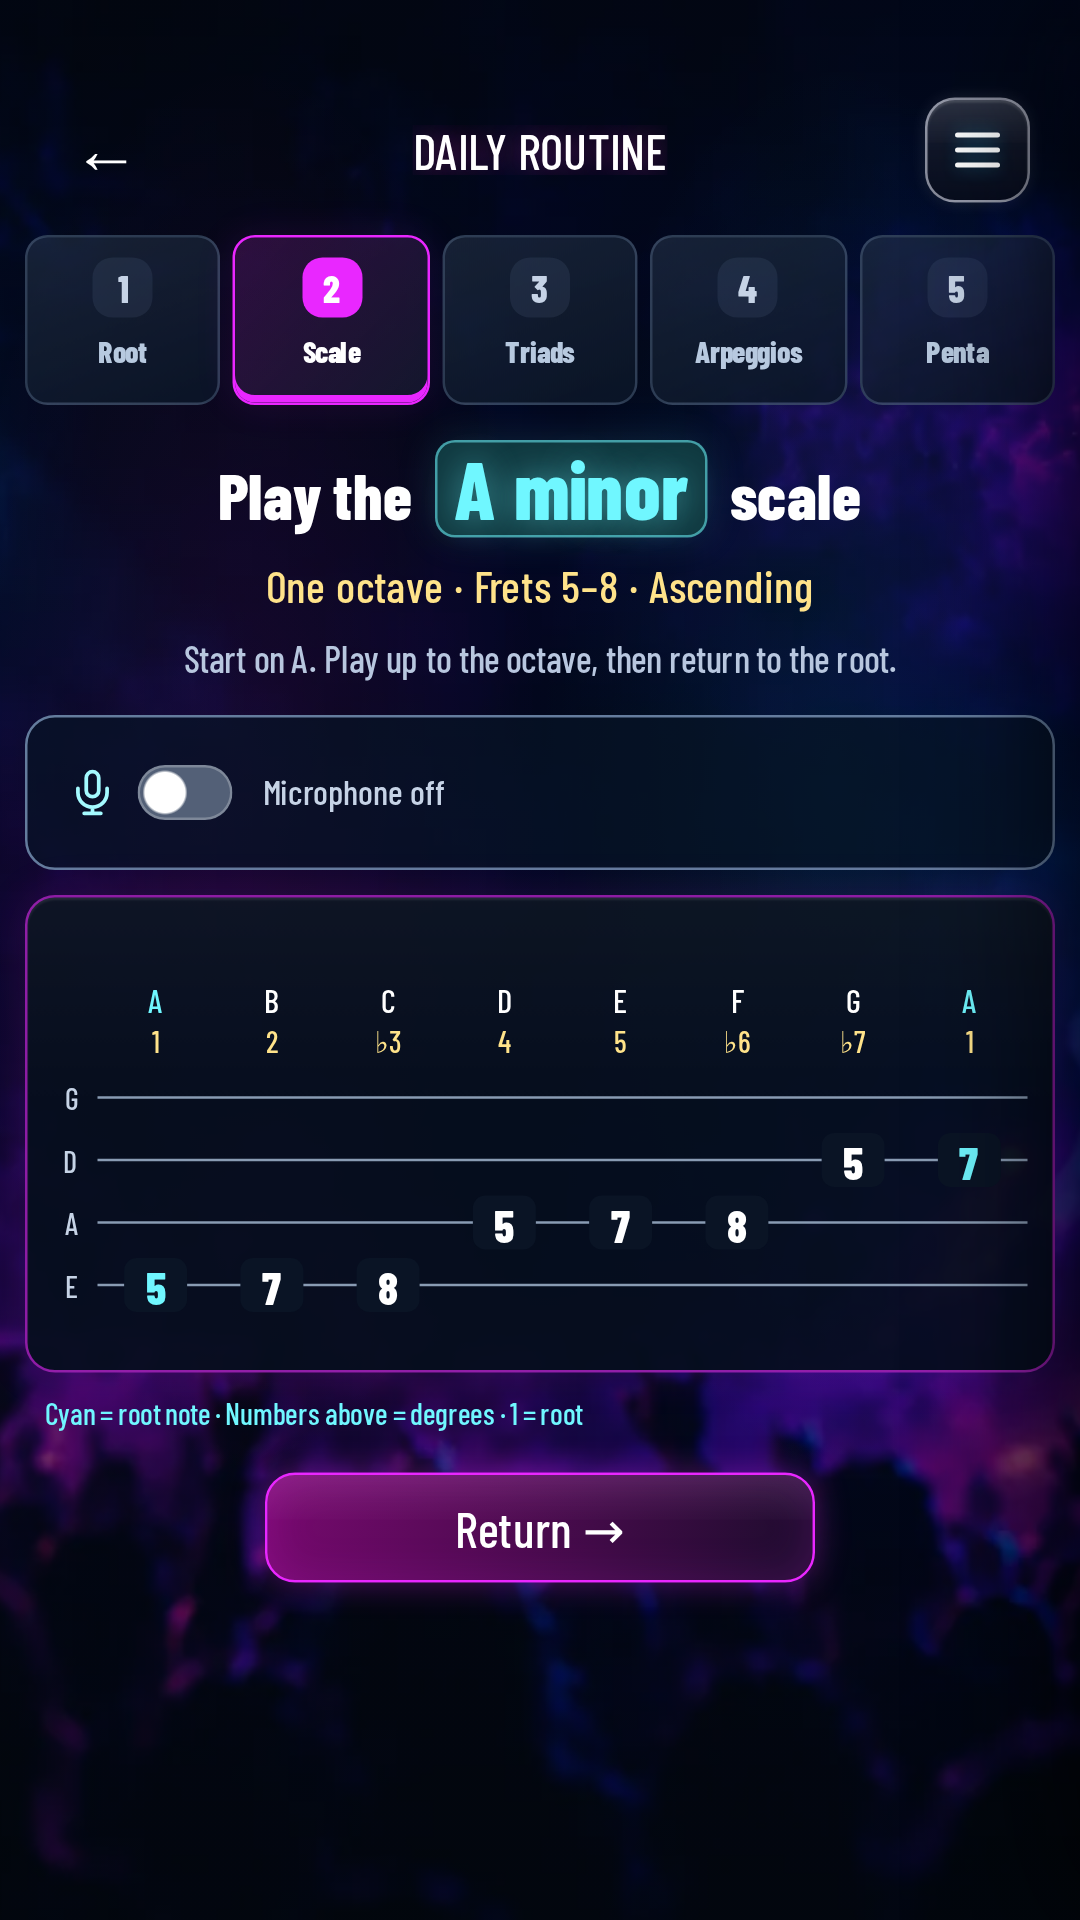 ← DAILY ROUTINE
1 2 3 4 5
Root Scale Triads Arpeggios Penta
Play the A minor scale
One octave · Frets 5–8 · Ascending
Start on A. Play up to the octave, then return to the root.
Microphone off
A B C D E F G A
1 2 ♭3 4 5 ♭6 ♭7 1
G
D 5 7
A 5 7 8
E 5 7 8
Cyan = root note · Numbers above = degrees · 1 = root
Return →